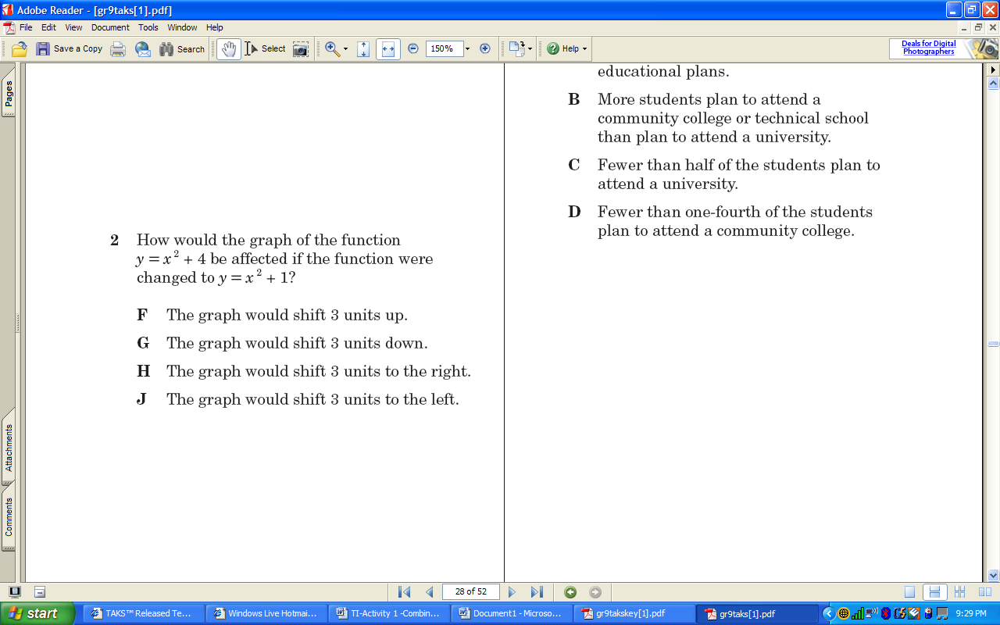 Adobe Reader - [gr9taks[1].pdf]
File Edit View Document Tools Window Help
Save a Copy Search Select 150% Help
Deals for Digital
Photographers
Pages
Attachments
Comments
2 How would the graph of the function
y = x² + 4 be affected if the function were
changed to y = x² + 1?
F The graph would shift 3 units up.
G The graph would shift 3 units down.
H The graph would shift 3 units to the right.
J The graph would shift 3 units to the left.
educational plans.
B More students plan to attend a
community college or technical school
than plan to attend a university.
C Fewer than half of the students plan to
attend a university.
D Fewer than one-fourth of the students
plan to attend a community college.
28 of 52
start TAKS™ Released Te... Windows Live Hotmai... TI-Activity 1 -Combin... Document1 - Microso... gr9takskey[1].pdf gr9taks[1].pdf 9:29 PM